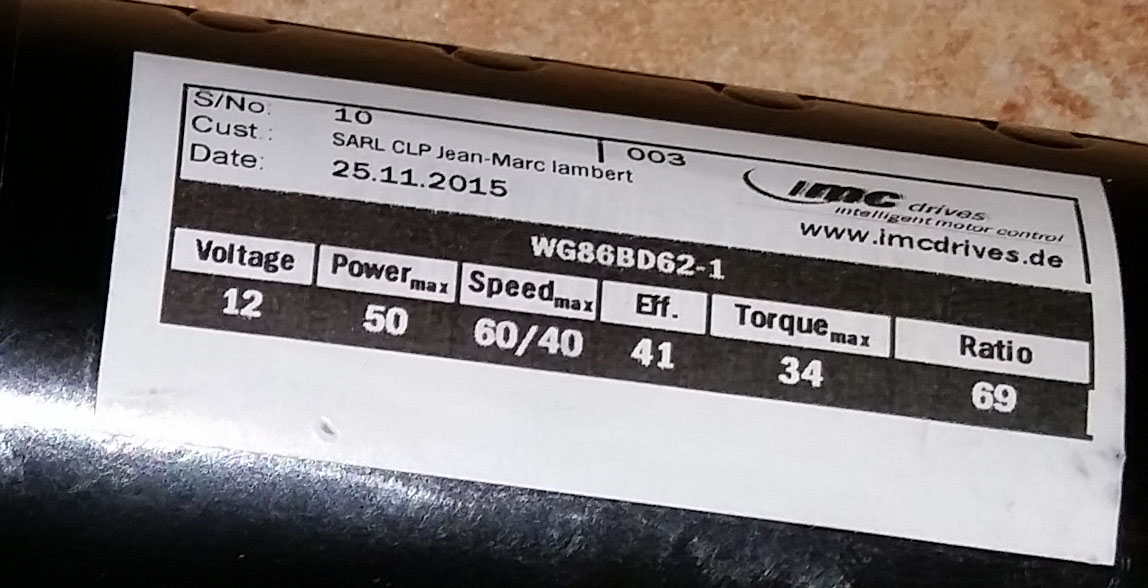 S/No: 10 | 003
Cust.: SARL CLP Jean-Marc lambert
Date: 25.11.2015
imc drives
intelligent motor control
www.imcdrives.de
WG86BD62-1
Voltage Powermax Speedmax Eff. Torquemax Ratio
12 50 60/40 41 34 69